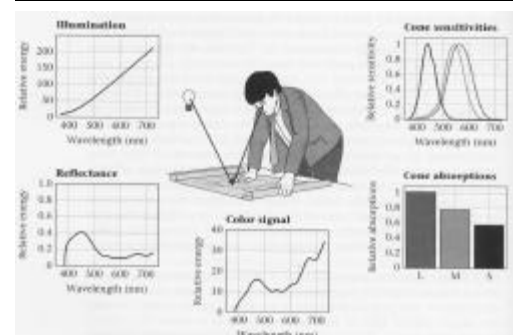 Illumination
Relative energy
200
150
100
50
0
400 500 600 700
Wavelength (nm)
Cone sensitivities
Relative sensitivity
1
0.8
0.6
0.4
0.2
0
400 500 600 700
Wavelength (nm)
Reflectance
Relative energy
1.0
0.8
0.6
0.4
0.2
0
400 500 600 700
Wavelength (nm)
Color signal
Relative energy
40
30
20
10
0
400 500 600 700
Wavelength (nm)
Cone absorptions
Relative absorptions
1
0.8
0.6
0.4
0.2
0
L M S